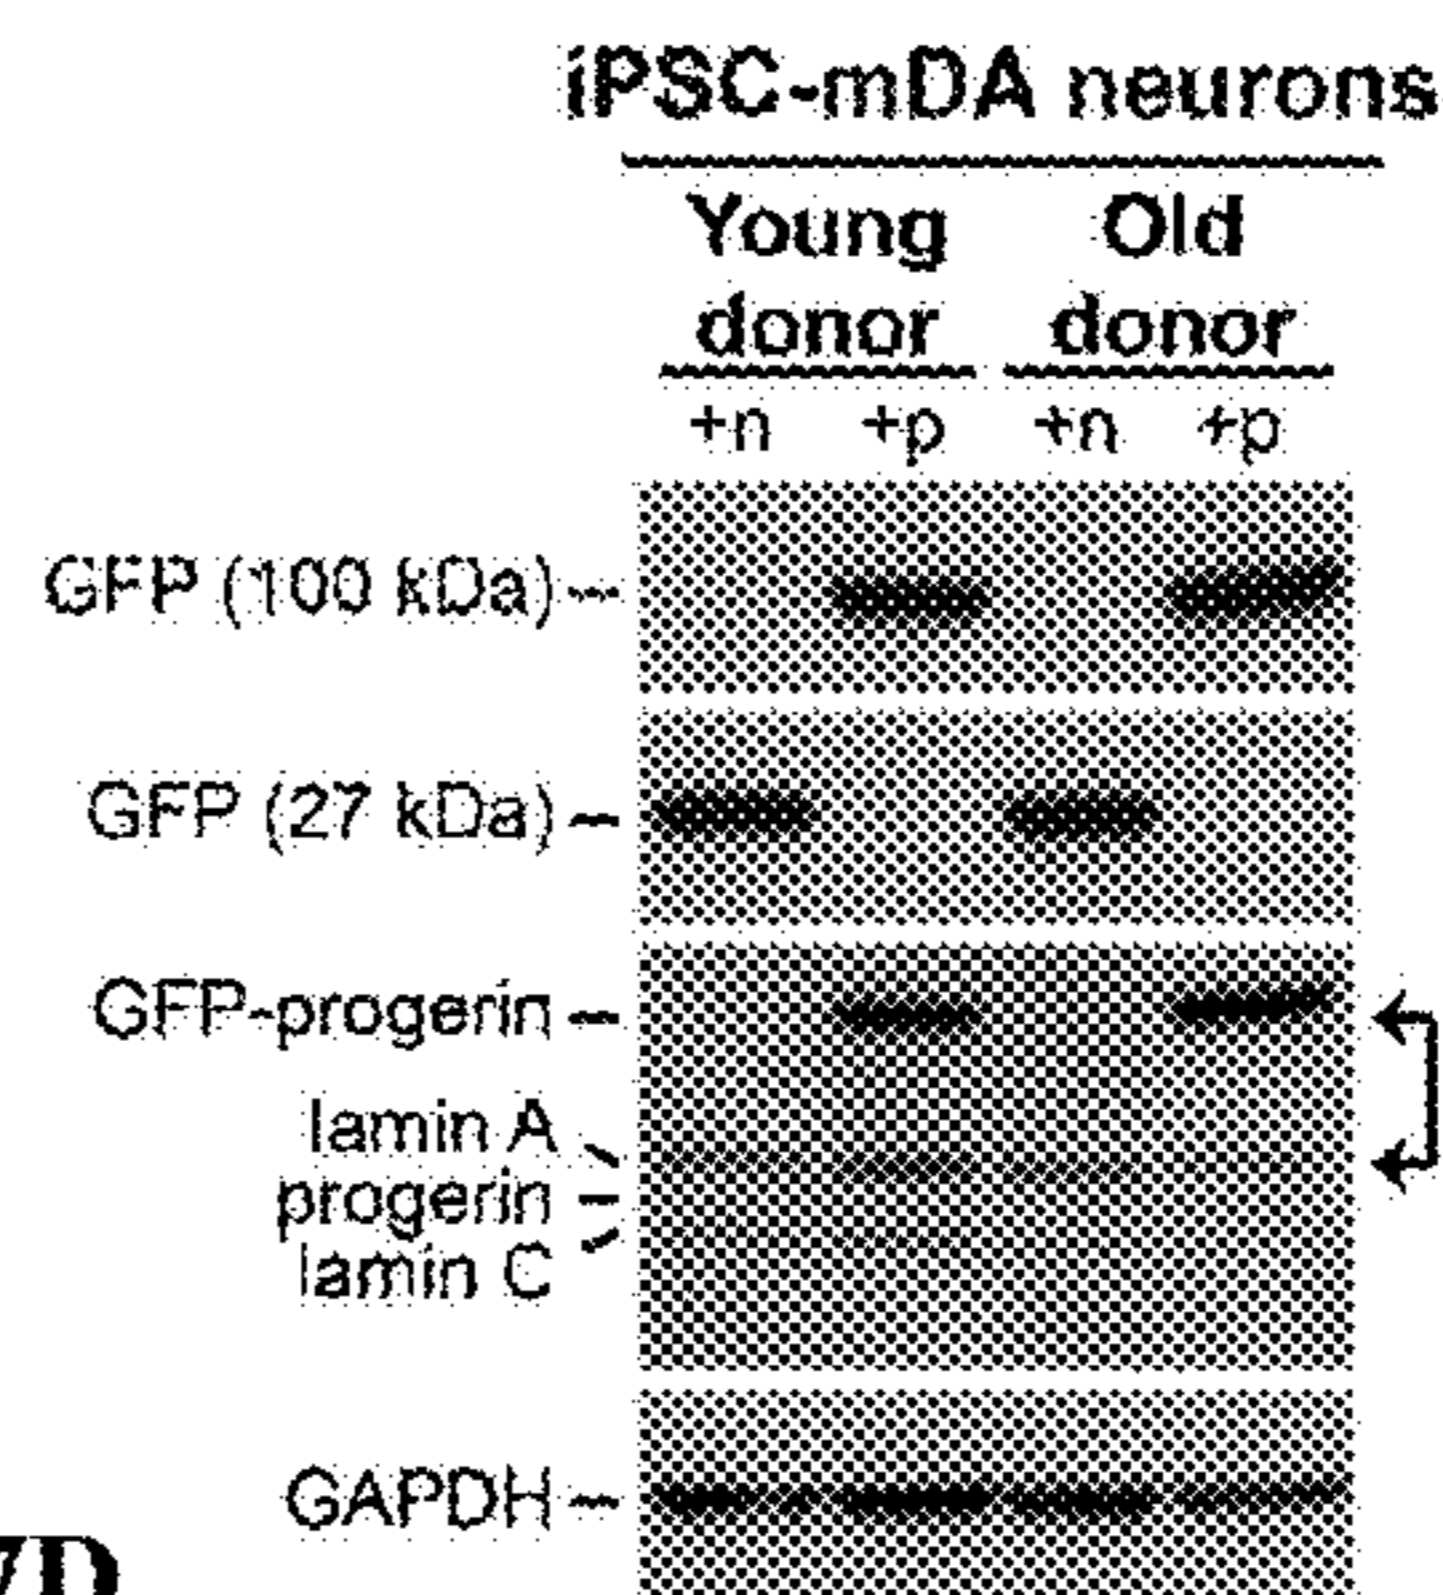 iPSC-mDA neurons
Young Old
donor donor
+n +p +n +p
GFP (100 kDa)
GFP (27 kDa)
GFP-progerin
lamin A
progerin
lamin C
GAPDH
7D